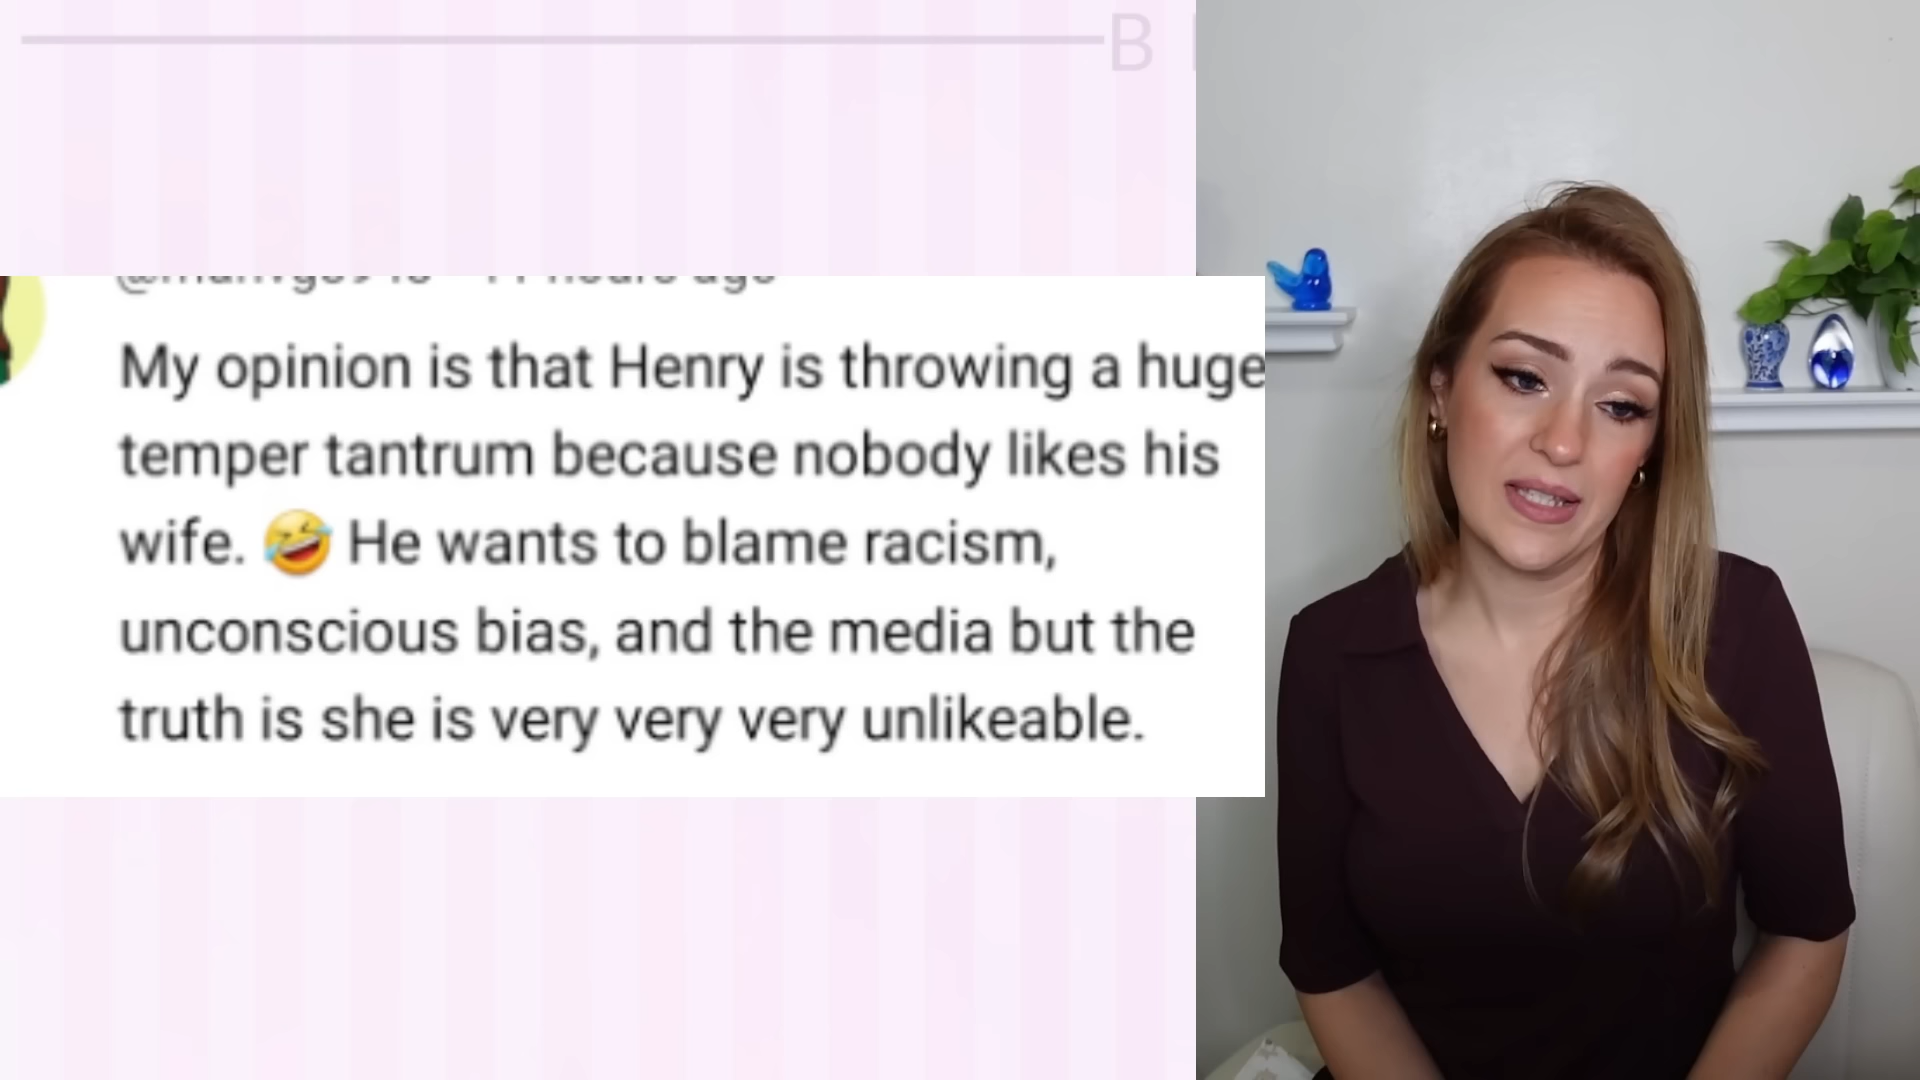 B
My opinion is that Henry is throwing a huge
temper tantrum because nobody likes his
wife. 🤣 He wants to blame racism,
unconscious bias, and the media but the
truth is she is very very very unlikeable.